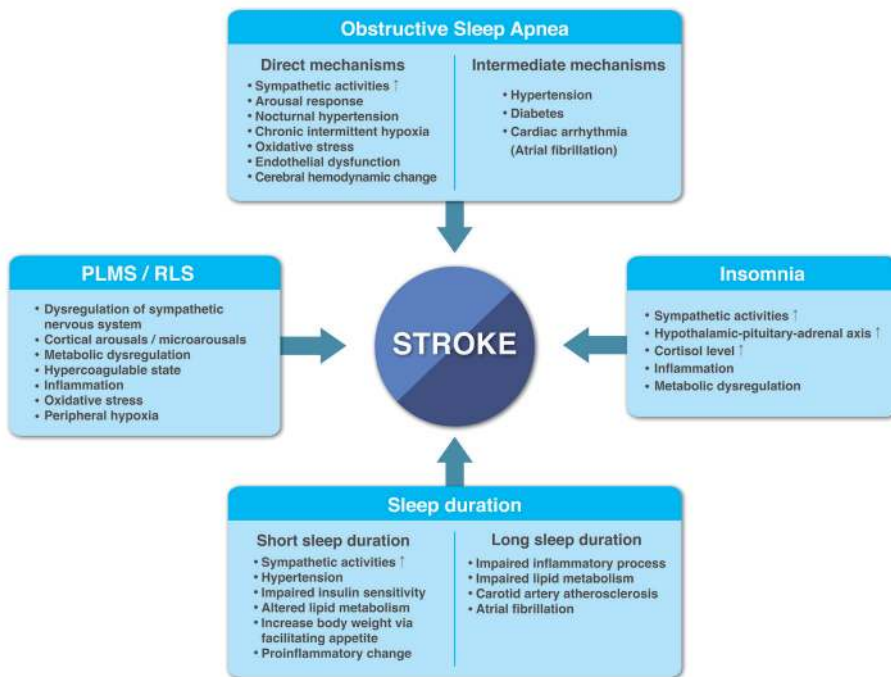 Obstructive Sleep Apnea
Direct mechanisms
• Sympathetic activities ↑
• Arousal response
• Nocturnal hypertension
• Chronic intermittent hypoxia
• Oxidative stress
• Endothelial dysfunction
• Cerebral hemodynamic change
Intermediate mechanisms
• Hypertension
• Diabetes
• Cardiac arrhythmia
(Atrial fibrillation)
PLMS / RLS
• Dysregulation of sympathetic
nervous system
• Cortical arousals / microarousals
• Metabolic dysregulation
• Hypercoagulable state
• Inflammation
• Oxidative stress
• Peripheral hypoxia
STROKE
Insomnia
• Sympathetic activities ↑
• Hypothalamic-pituitary-adrenal axis ↑
• Cortisol level ↑
• Inflammation
• Metabolic dysregulation
Sleep duration
Short sleep duration
• Sympathetic activities ↑
• Hypertension
• Impaired insulin sensitivity
• Altered lipid metabolism
• Increase body weight via
facilitating appetite
• Proinflammatory change
Long sleep duration
• Impaired inflammatory process
• Impaired lipid metabolism
• Carotid artery atherosclerosis
• Atrial fibrillation